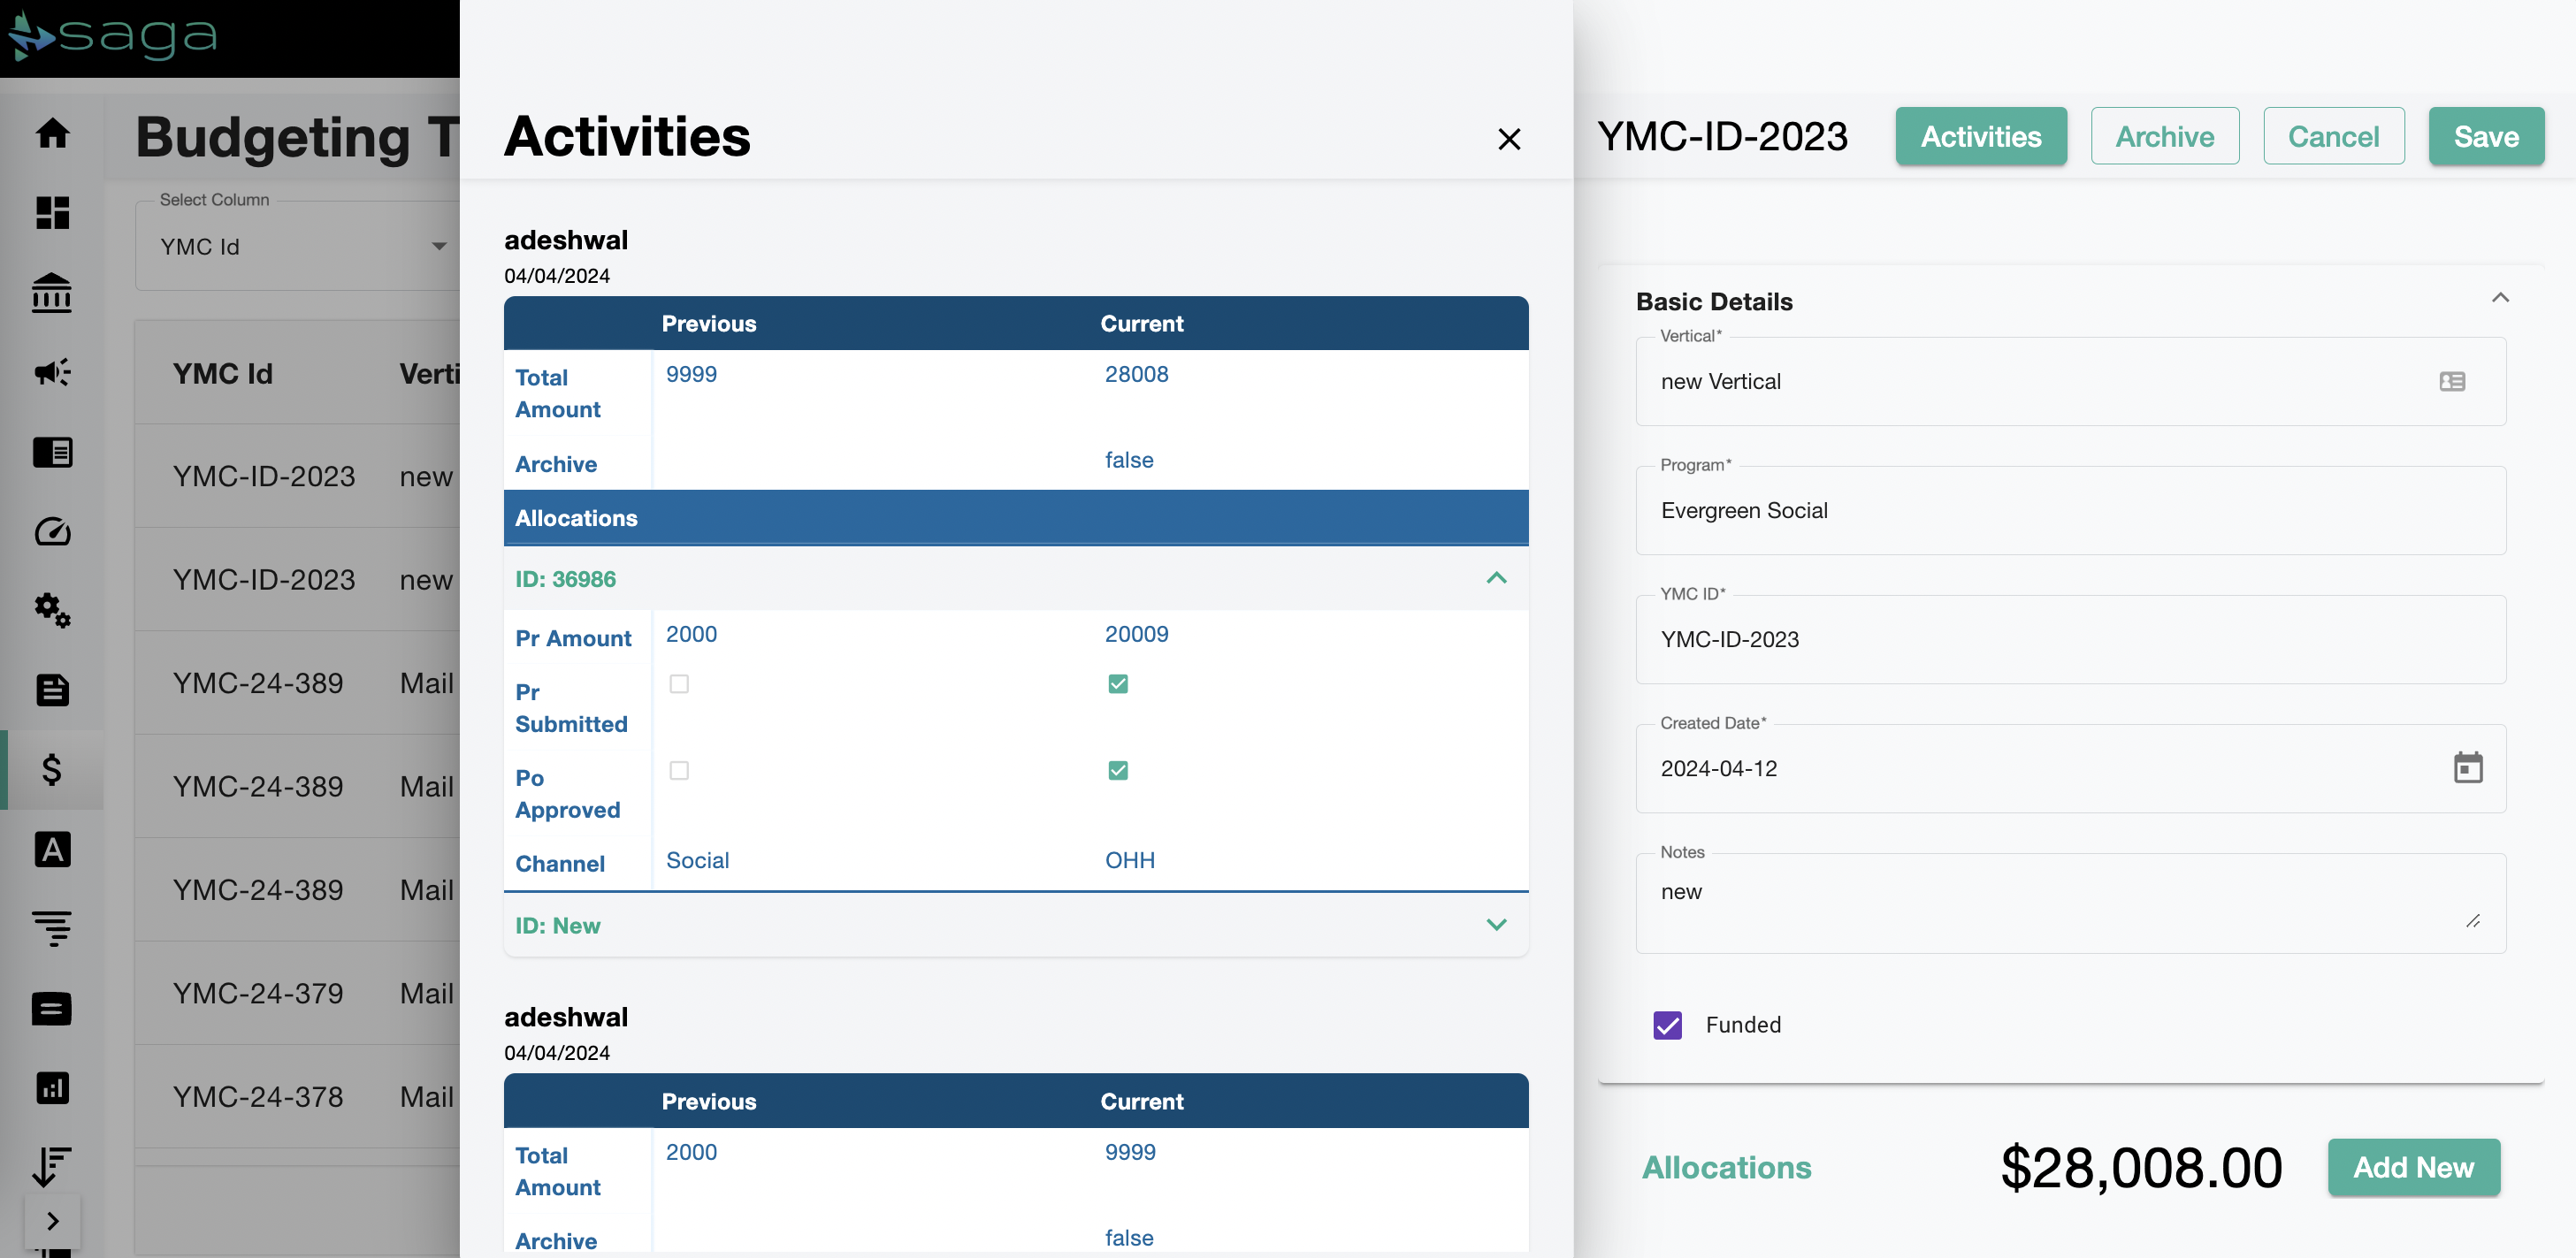 saga
Budgeting T
Select Column
YMC Id
YMC Id Verti
YMC-ID-2023 new
YMC-ID-2023 new
YMC-24-389 Mail
YMC-24-389 Mail
YMC-24-389 Mail
YMC-24-379 Mail
YMC-24-378 Mail
Activities
adeshwal
04/04/2024
Previous Current
Total Amount 9999 28008
Archive false
Allocations
ID: 36986
Pr Amount 2000 20009
Pr Submitted
Po Approved
Channel Social OHH
ID: New
adeshwal
04/04/2024
Previous Current
Total Amount 2000 9999
Archive false
YMC-ID-2023 Activities Archive Cancel Save
Basic Details
Vertical*
new Vertical
Program*
Evergreen Social
YMC ID*
YMC-ID-2023
Created Date*
2024-04-12
Notes
new
Funded
Allocations $28,008.00 Add New